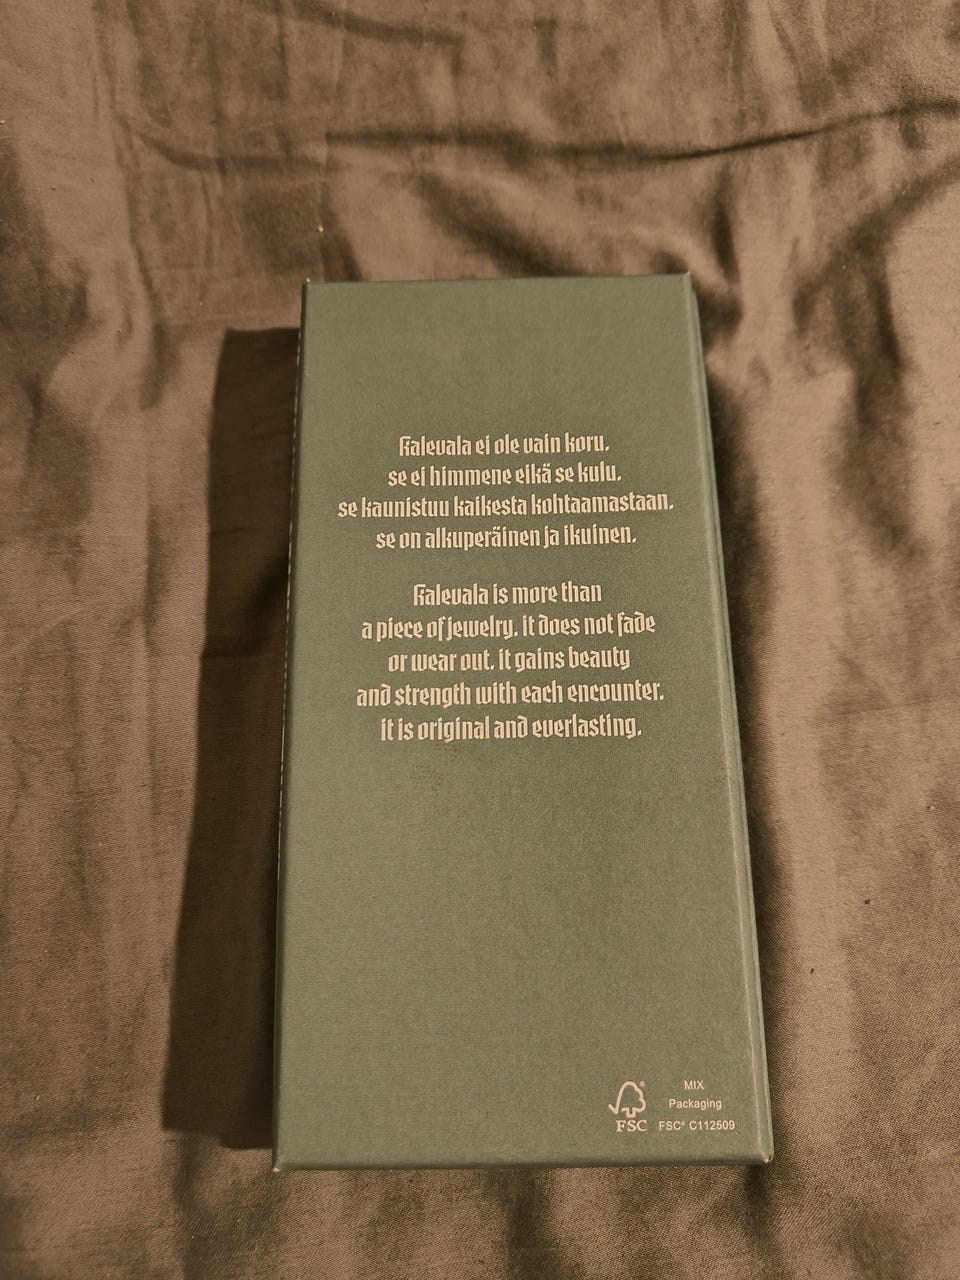 Kalevala ei ole vain koru.
se ei himmene eikä se kulu.
se kaunistuu kaikesta kohtaamastaan.
se on alkuperäinen ja ikuinen.
Kalevala is more than
a piece of jewelry. it does not fade
or wear out. it gains beauty
and strength with each encounter.
it is original and everlasting.
FSC
MIX
Packaging
FSC® C112509